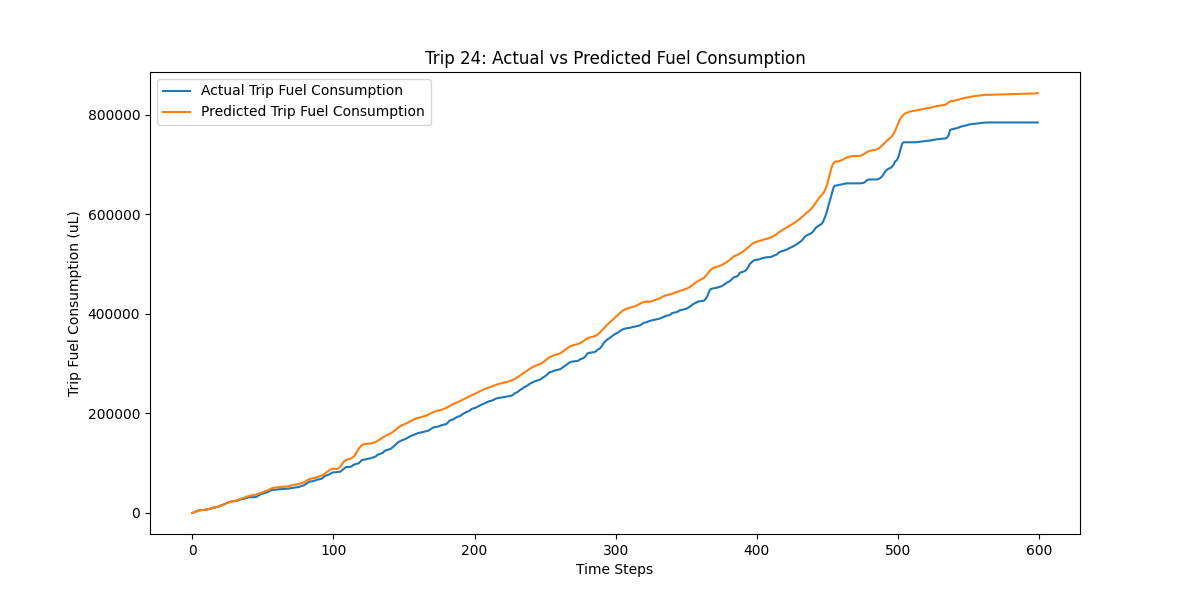 Trip 24: Actual vs Predicted Fuel Consumption
Actual Trip Fuel Consumption
Predicted Trip Fuel Consumption
Trip Fuel Consumption (uL)
800000
600000
400000
200000
0
0 100 200 300 400 500 600
Time Steps